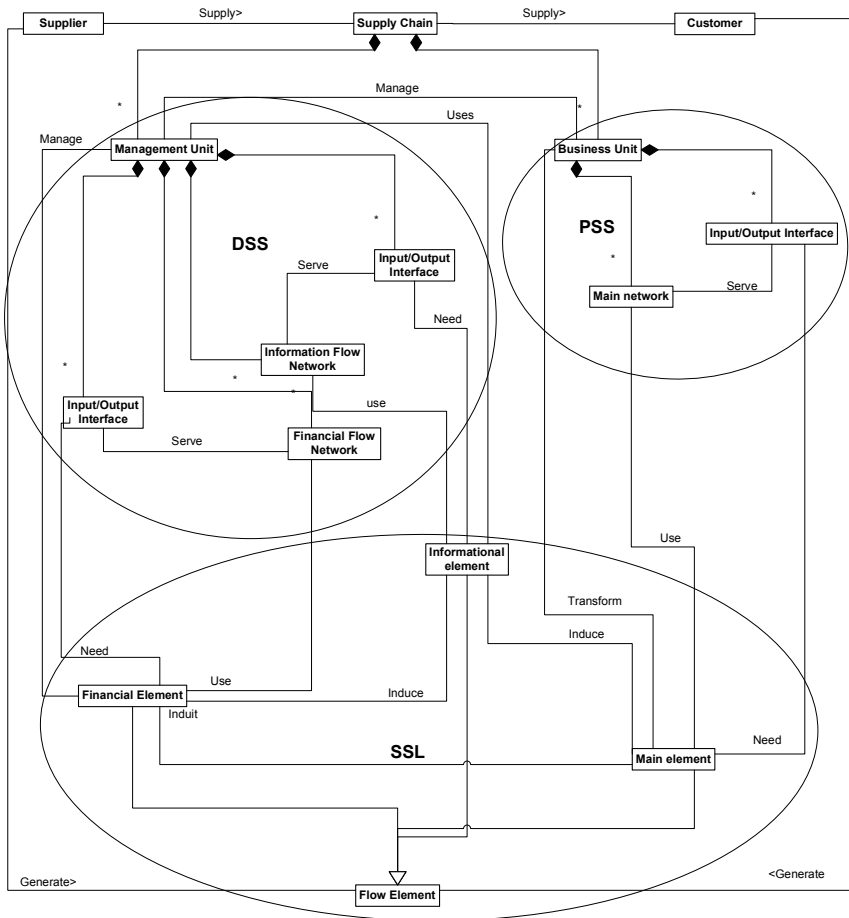 Supply>
Supply>
Supplier
Supply Chain
Customer
Manage
*
*
Uses
Manage
Management Unit
Business Unit
*
*
DSS
PSS
Input/Output Interface
Input/Output
Interface
*
Serve
Main network
Serve
Need
Information Flow
Network
*
*
*
Input/Output
Interface
use
Serve
Financial Flow
Network
Use
Informational
element
Transform
Induce
Need
Use
Financial Element
Induce
Induit
Need
SSL
Main element
Generate>
<Generate
Flow Element